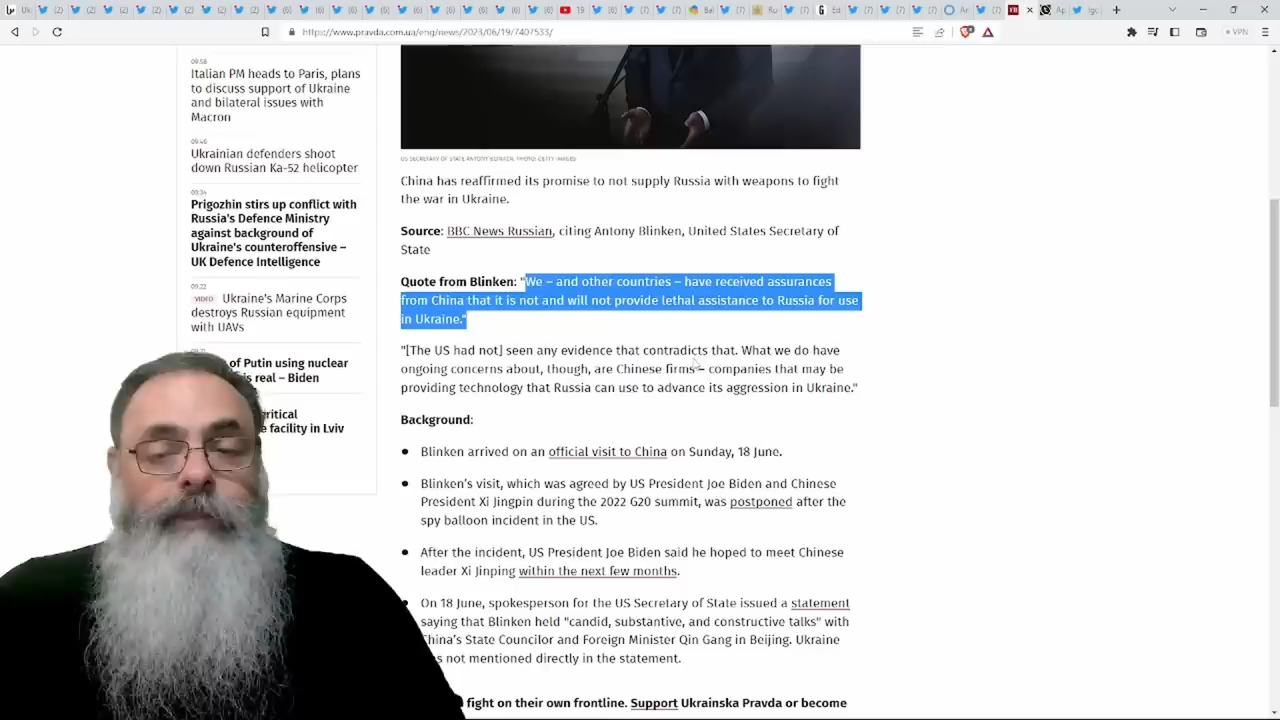 https://www.pravda.com.ua/eng/news/2023/06/19/7407533/
VPN
09:58
Italian PM heads to Paris, plans
to discuss support of Ukraine
and bilateral issues with
Macron
09:46
Ukrainian defenders shoot
down Russian Ka-52 helicopter
09:34
Prigozhin stirs up conflict with
Russia's Defence Ministry
against background of
Ukraine's counteroffensive –
UK Defence Intelligence
09:22
VIDEO Ukraine's Marine Corps
destroys Russian equipment
with UAVs
of Putin using nuclear
is real – Biden
critical
facility in Lviv
US SECRETARY OF STATE ANTONY BLINKEN. PHOTO: GETTY IMAGES
China has reaffirmed its promise to not supply Russia with weapons to fight
the war in Ukraine.
Source: BBC News Russian, citing Antony Blinken, United States Secretary of
State
Quote from Blinken: "We – and other countries – have received assurances
from China that it is not and will not provide lethal assistance to Russia for use
in Ukraine."
"[The US had not] seen any evidence that contradicts that. What we do have
ongoing concerns about, though, are Chinese firms – companies that may be
providing technology that Russia can use to advance its aggression in Ukraine."
Background:
Blinken arrived on an official visit to China on Sunday, 18 June.
Blinken's visit, which was agreed by US President Joe Biden and Chinese
President Xi Jingpin during the 2022 G20 summit, was postponed after the
spy balloon incident in the US.
After the incident, US President Joe Biden said he hoped to meet Chinese
leader Xi Jinping within the next few months.
On 18 June, spokesperson for the US Secretary of State issued a statement
saying that Blinken held "candid, substantive, and constructive talks" with
China's State Councilor and Foreign Minister Qin Gang in Beijing. Ukraine
not mentioned directly in the statement.
fight on their own frontline. Support Ukrainska Pravda or become